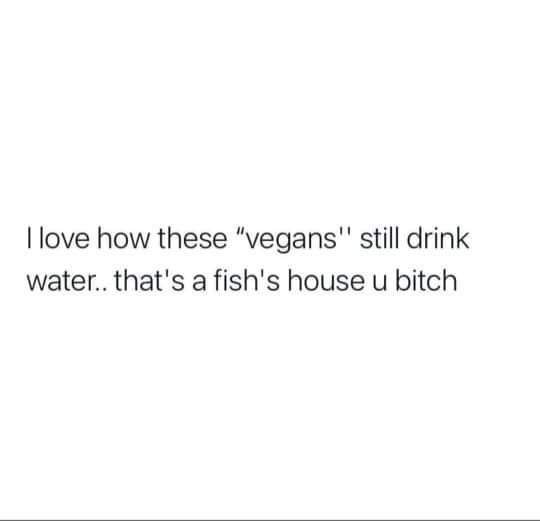 I love how these “vegans'' still drink
water.. that's a fish's house u bitch